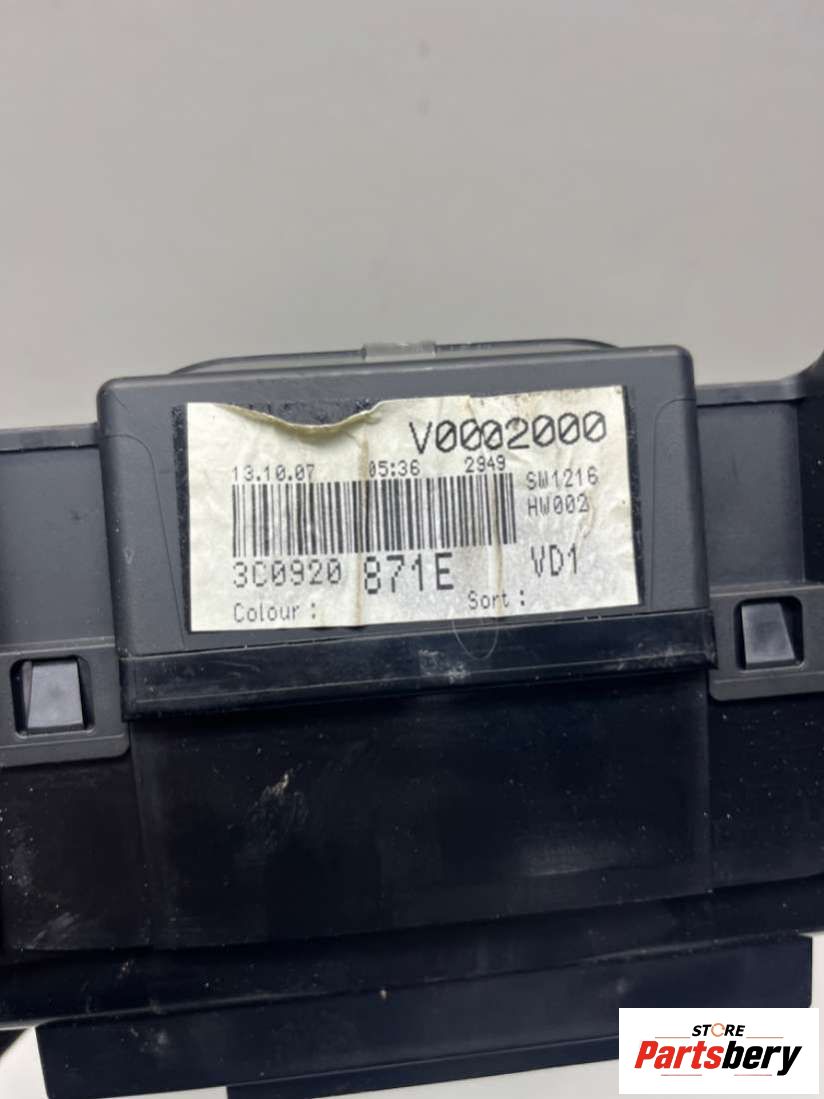 V0002000
13.10.07 05:36 2949
SW1216
HW002
3C0920 871E VD1
Colour : Sort :
STORE
Partsbery